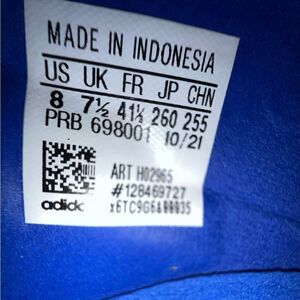 MADE IN INDONESIA
US UK FR JP CHN
8 7½ 41⅓ 260 255
PRB 698001 10/21
ART H02965
#128469727
adidc